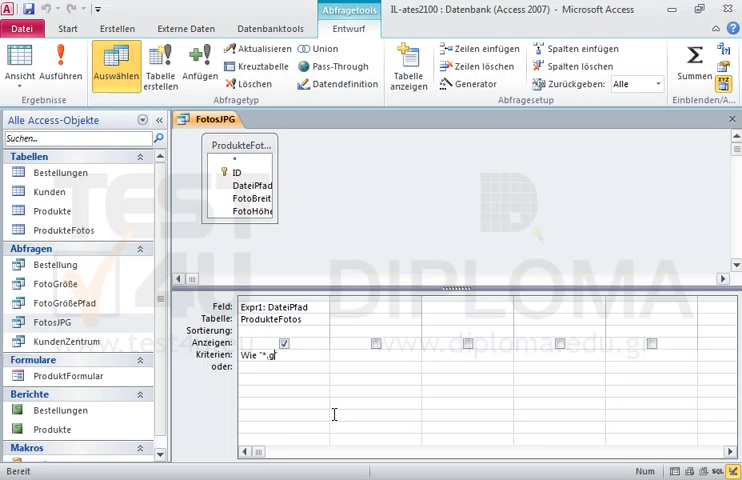 Abfragetools
IL-ates2100 : Datenbank (Access 2007) - Microsoft Access
Datei
Start
Erstellen
Externe Daten
Datenbanktools
Entwurf
Ansicht
Ausführen
Auswählen
Tabelle erstellen
Anfügen
Aktualisieren
Kreuztabelle
Löschen
Union
Pass-Through
Datendefinition
Tabelle anzeigen
Zeilen einfügen
Zeilen löschen
Generator
Spalten einfügen
Spalten löschen
Zurückgeben: Alle
Summen
XYZ
Ergebnisse
Abfragetyp
Abfragesetup
Einblenden/A...
Alle Access-Objekte
Suchen...
Tabellen
Bestellungen
Kunden
Produkte
ProdukteFotos
Abfragen
Bestellung
FotoGröße
FotoGrößePfad
FotosJPG
KundenZentrum
Formulare
ProduktFormular
Berichte
Bestellungen
Produkte
Makros
FotosJPG
ProdukteFot...
*
ID
DateiPfad
FotoBreit
FotoHöhe
Feld: Expr1: DateiPfad
Tabelle: ProdukteFotos
Sortierung:
Anzeigen:
Kriterien: Wie "*.g"
oder:
TEST
4U
DIPLOMA
www.test4u.eu
www.diplomaedu.gr
Bereit
Num
SQL